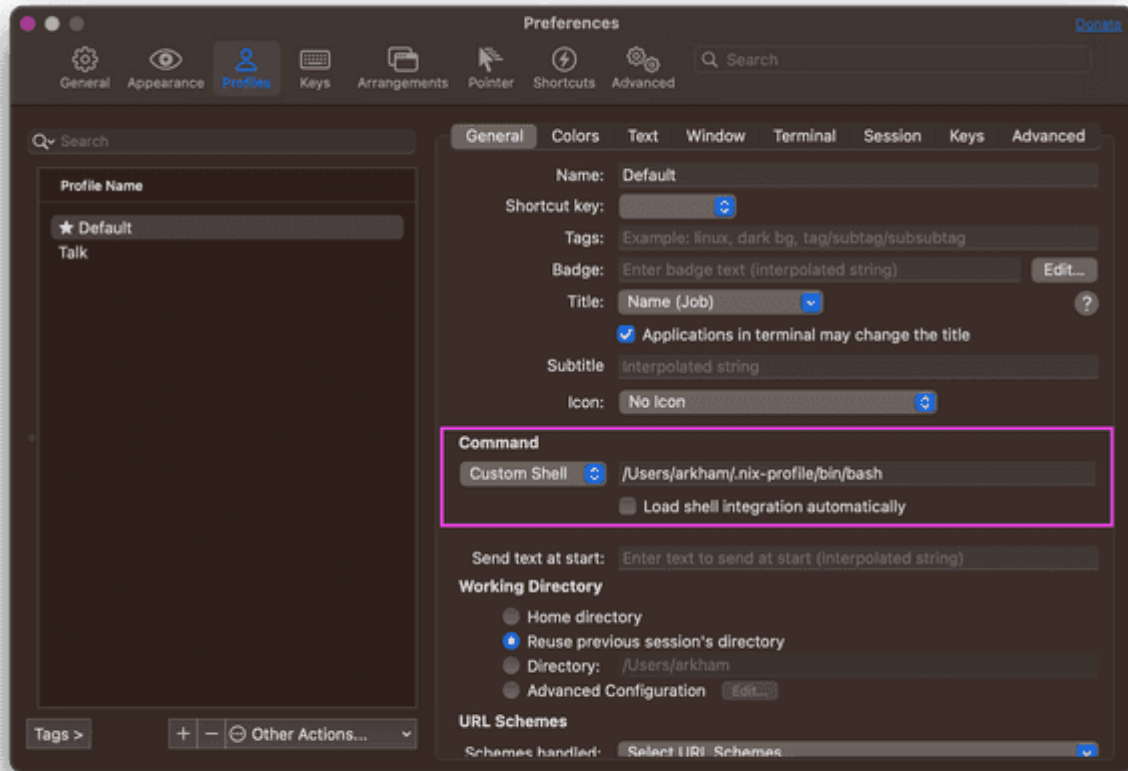 Preferences
Donate
General Appearance Profiles Keys Arrangements Pointer Shortcuts Advanced Search
Search
Profile Name
Default
Talk
Tags >
+ − Other Actions...
General Colors Text Window Terminal Session Keys Advanced
Name: Default
Shortcut key:
Tags: Example: linux, dark bg, tag/subtag/subsubtag
Badge: Enter badge text (interpolated string) Edit...
Title: Name (Job) ?
Applications in terminal may change the title
Subtitle Interpolated string
Icon: No Icon
Command
Custom Shell /Users/arkham/.nix-profile/bin/bash
Load shell integration automatically
Send text at start: Enter text to send at start (interpolated string)
Working Directory
Home directory
Reuse previous session's directory
Directory: /Users/arkham
Advanced Configuration Edit...
URL Schemes
Schemes handled: Select URL Schemes...